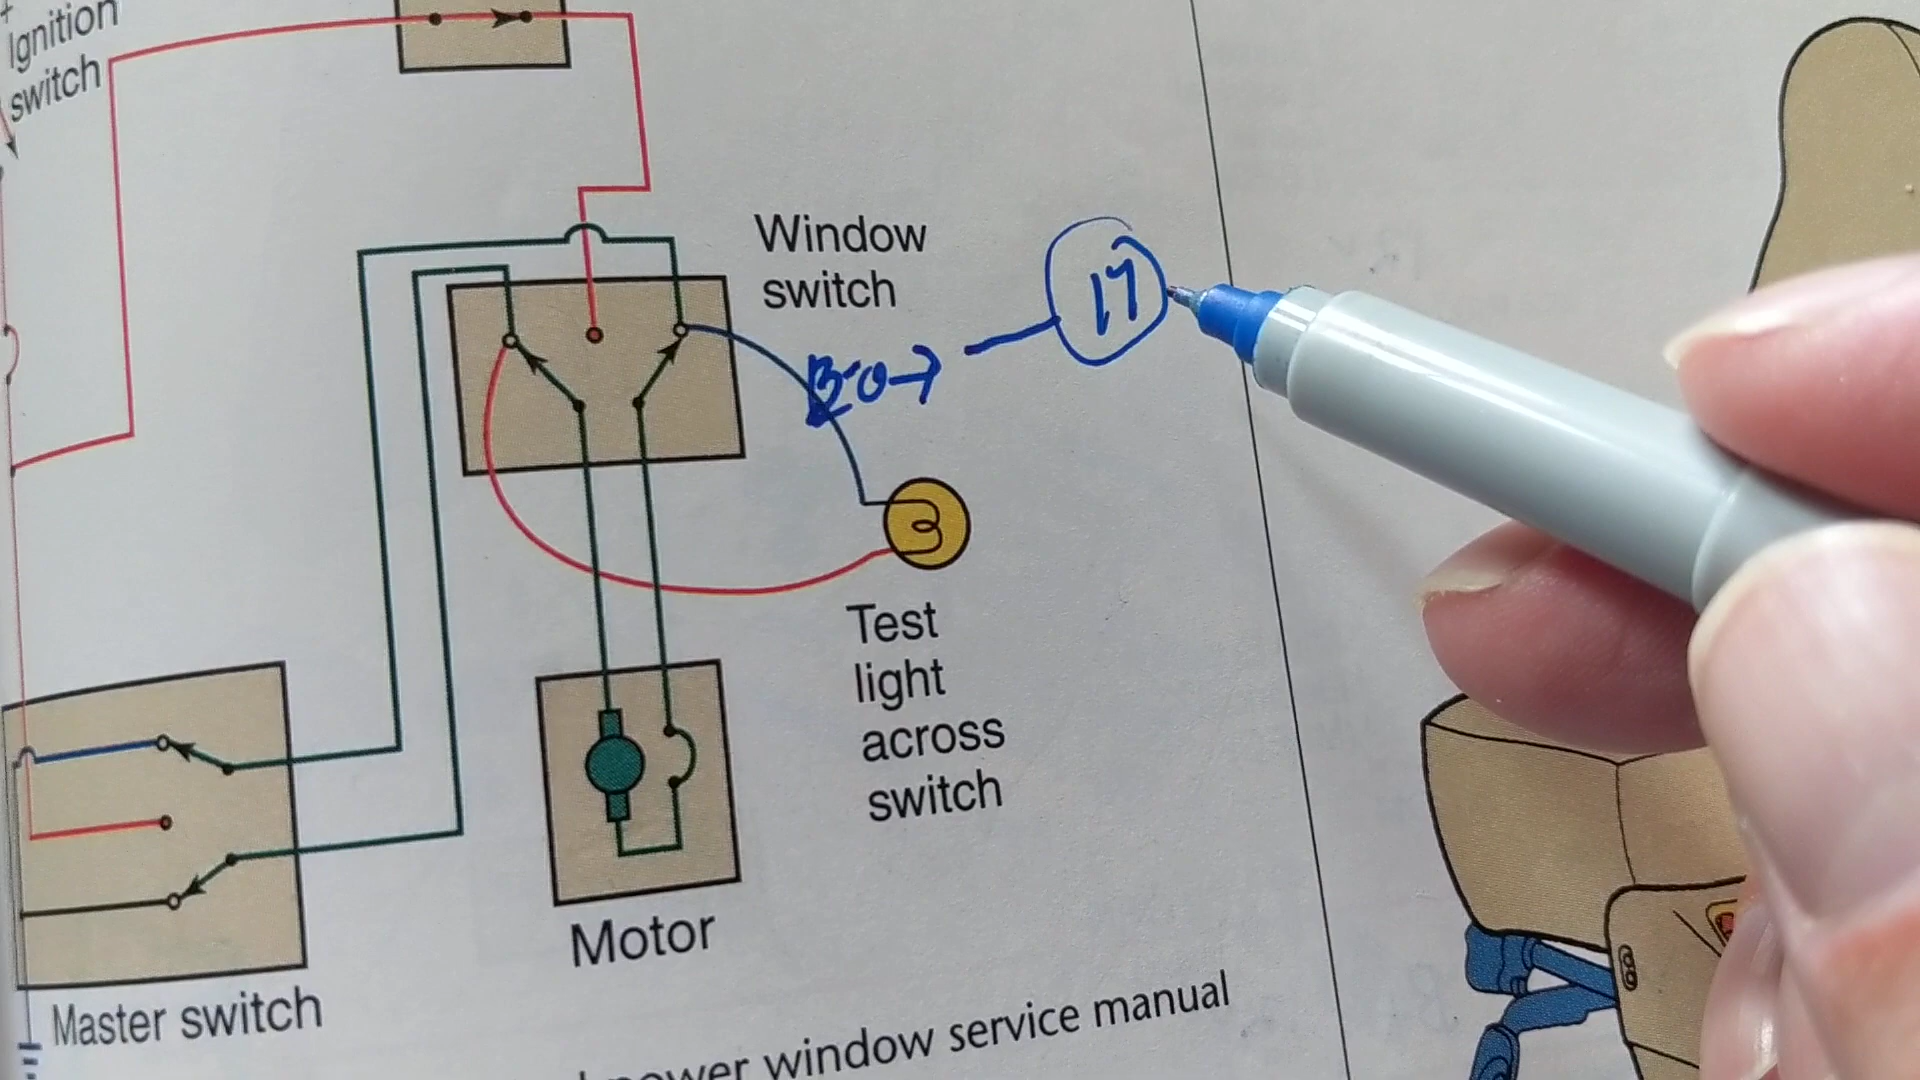 +
Ignition
switch
Window
switch
17
Test
light
across
switch
Motor
Master switch
power window service manual